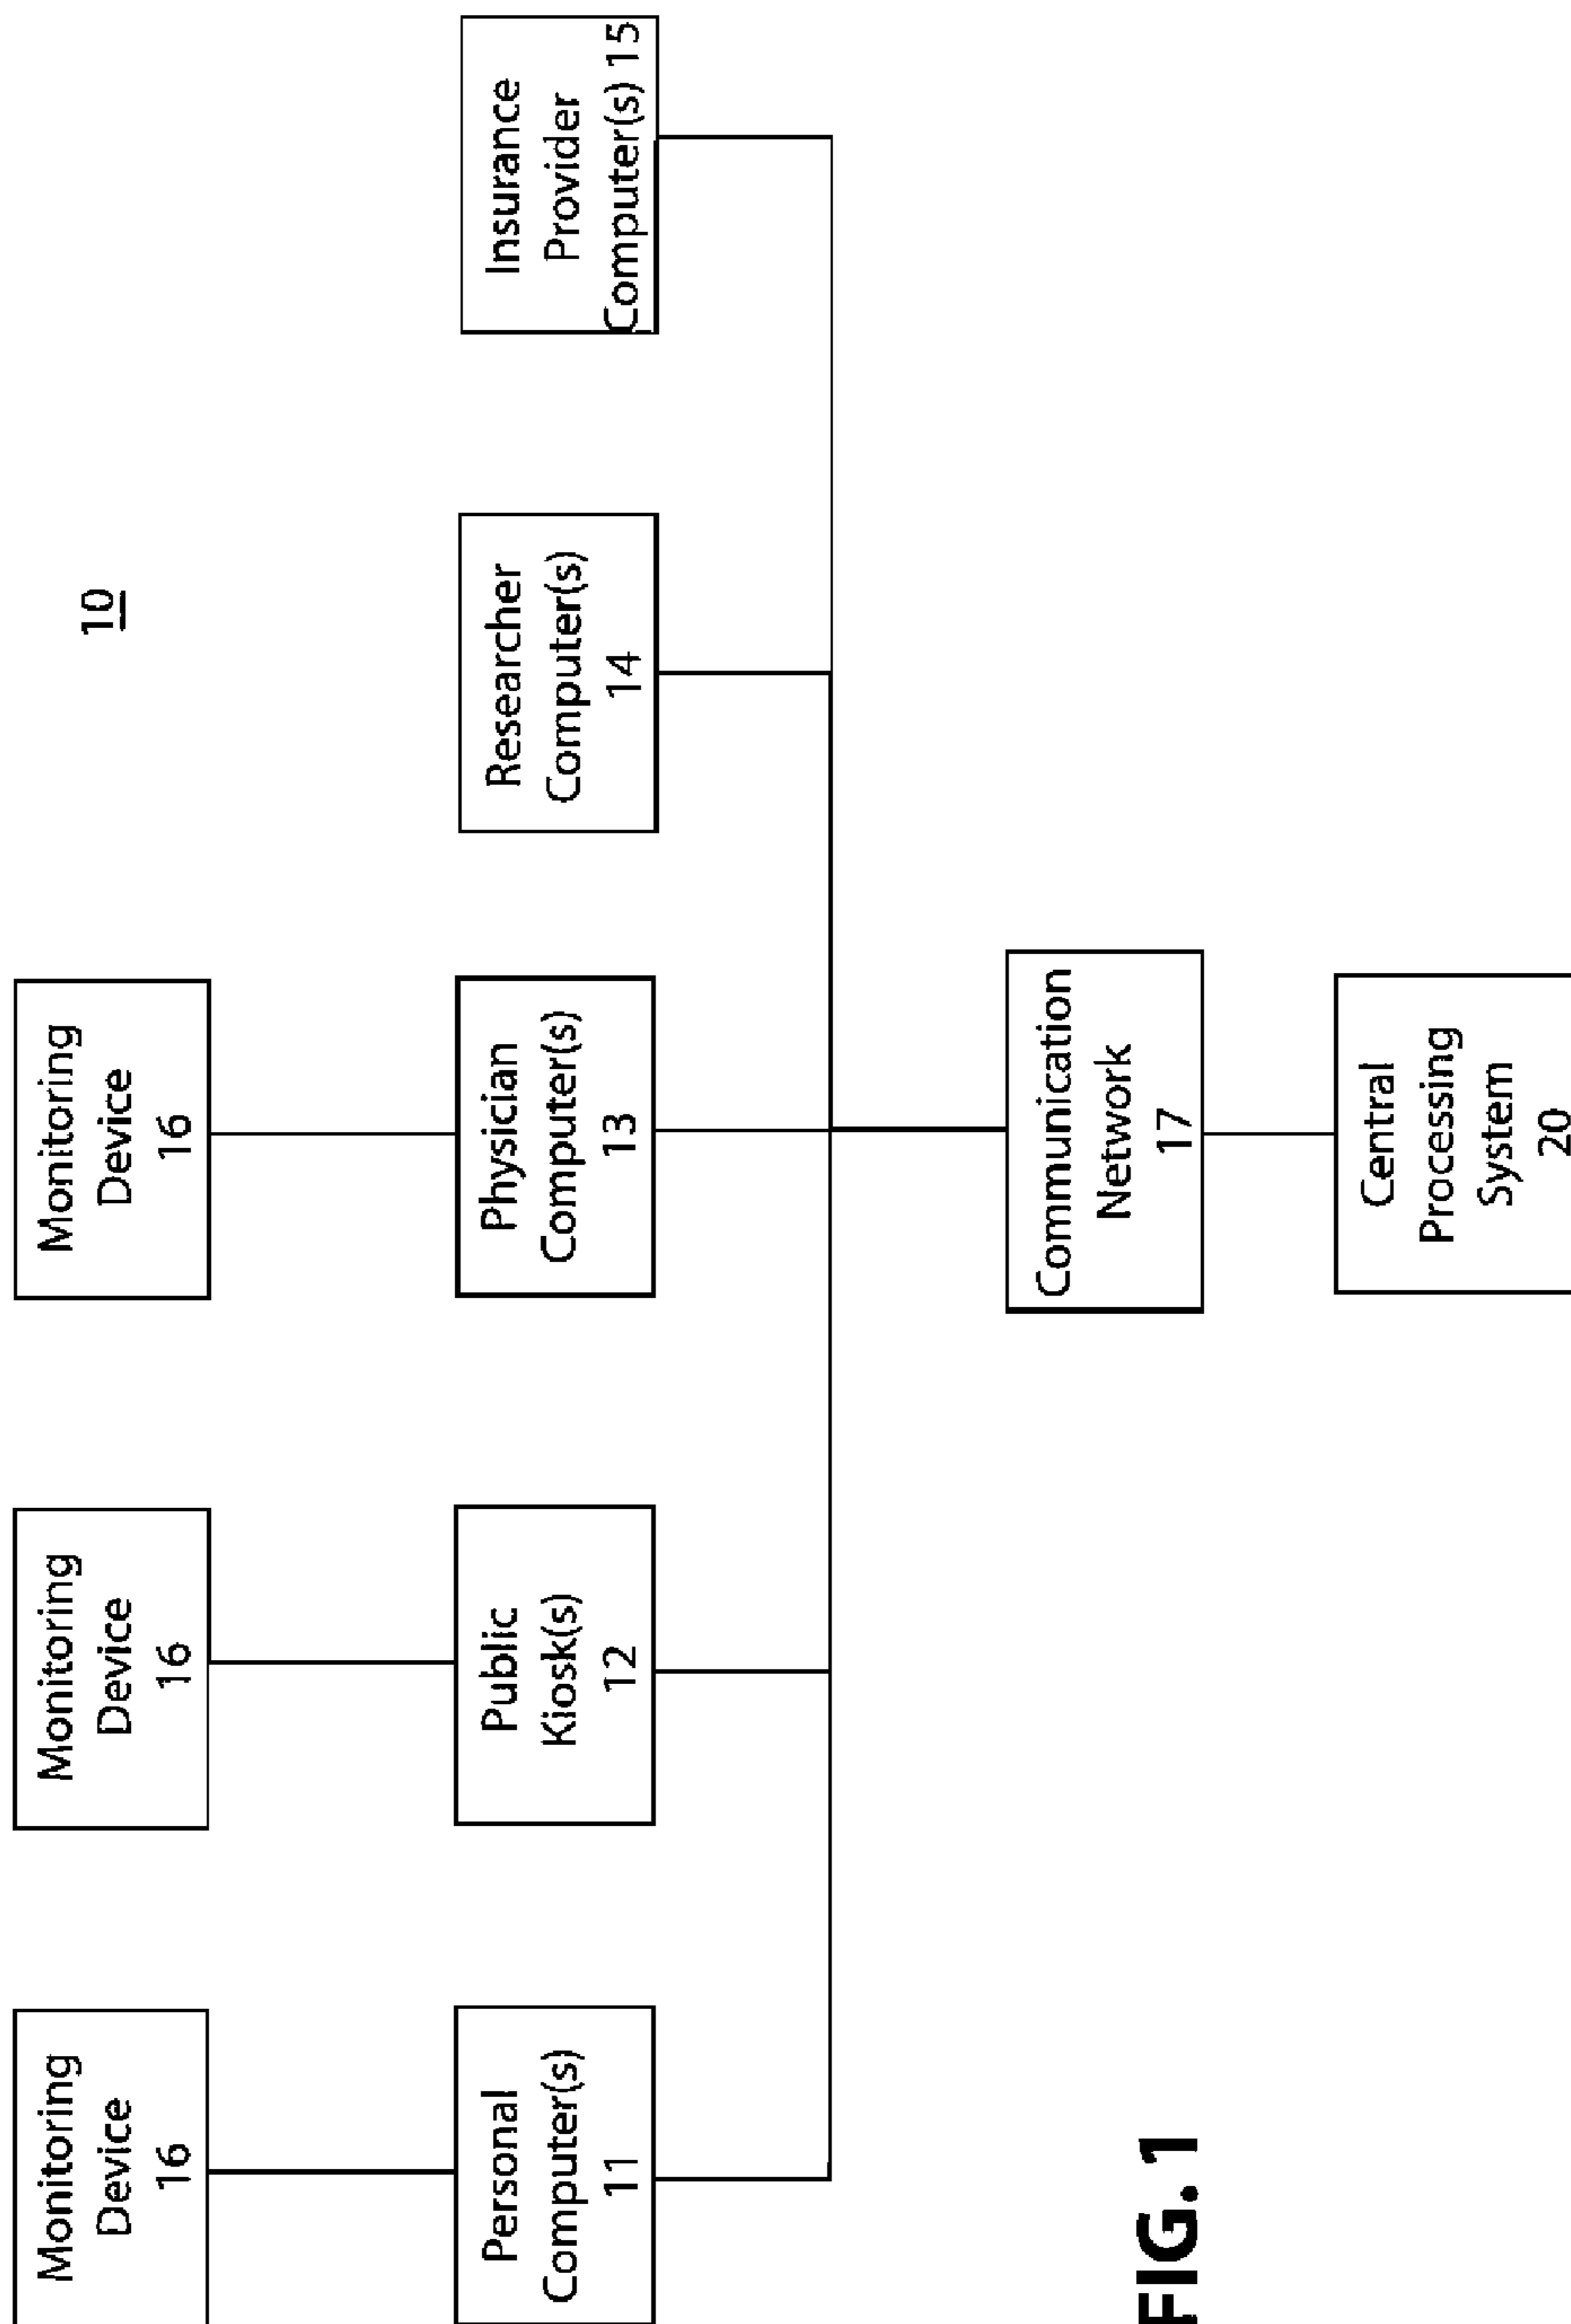 10
Monitoring
Device
16
Monitoring
Device
16
Monitoring
Device
16
Personal
Computer(s)
11
Public
Kiosk(s)
12
Physician
Computer(s)
13
Researcher
Computer(s)
14
Insurance
Provider
Computer(s) 15
Communication
Network
17
Central
Processing
System
20
FIG. 1